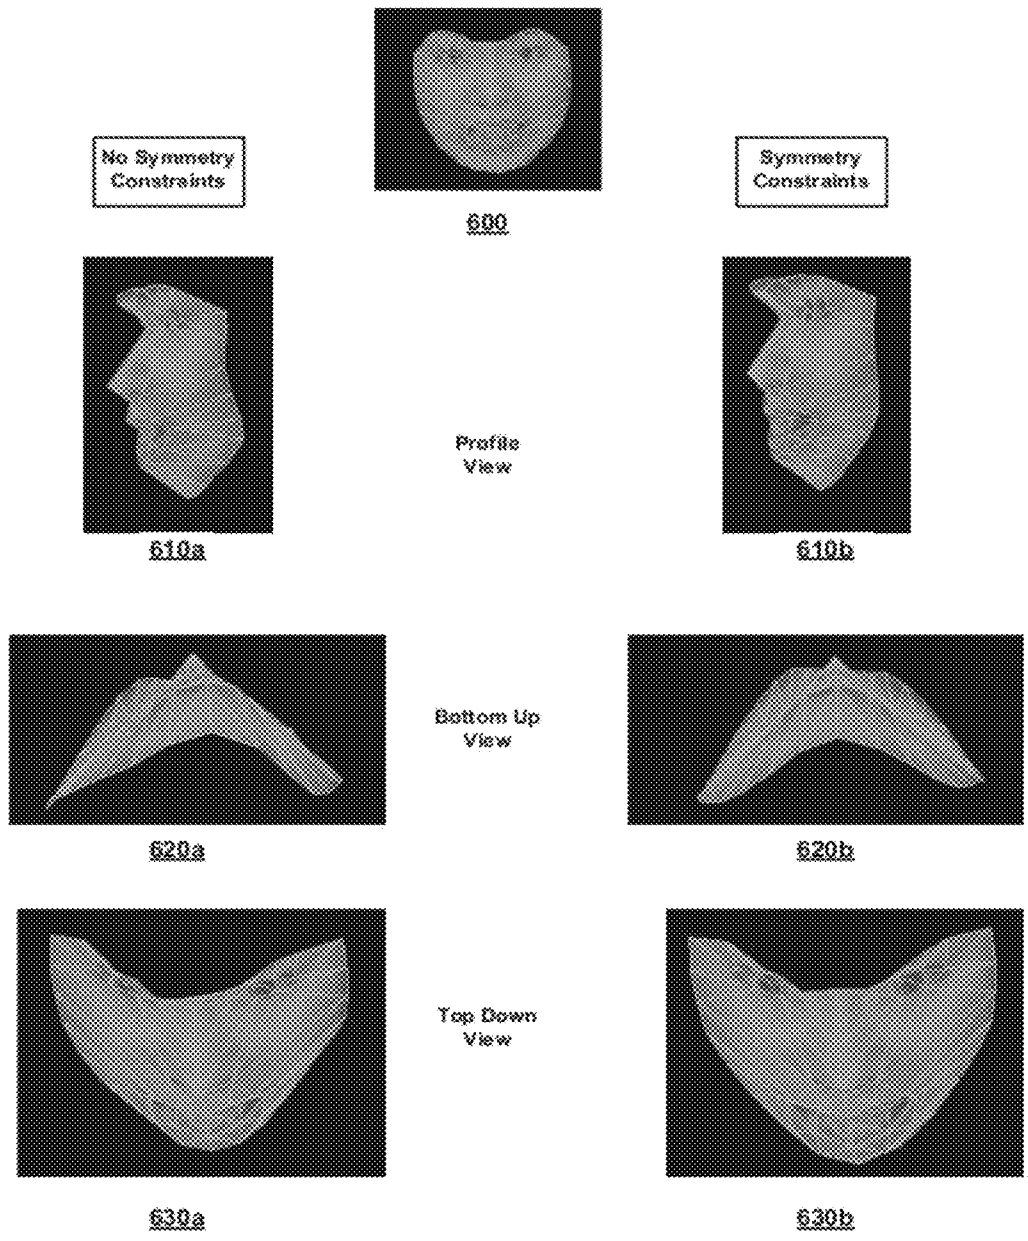 No Symmetry
Constraints
600
Symmetry
Constraints
610a
Profile
View
610b
620a
Bottom Up
View
620b
630a
Top Down
View
630b